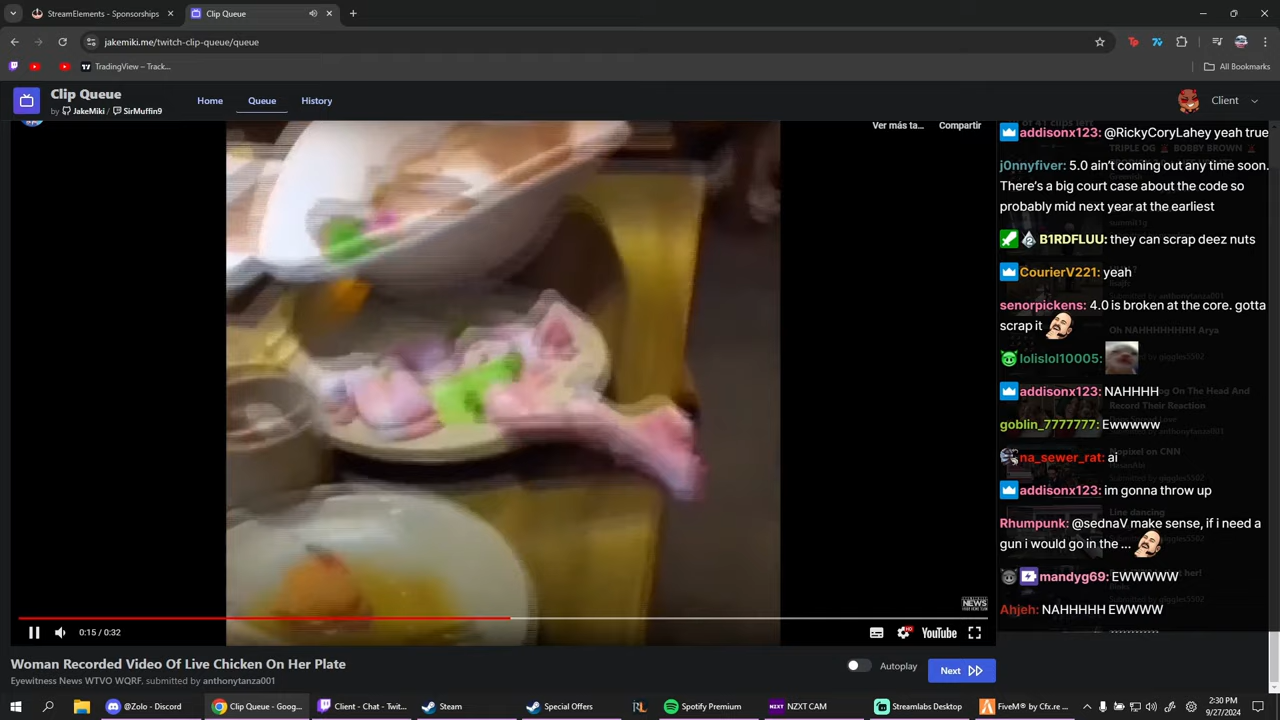 StreamElements - Sponsorships
Clip Queue
jakemiki.me/twitch-clip-queue/queue
TradingView – Track...
All Bookmarks
Clip Queue
by JakeMiki / SirMuffin9
Home
Queue
History
Client
Ver más ta...
Compartir
addisonx123: @RickyCoryLahey yeah true
j0nnyfiver: 5.0 ain't coming out any time soon.
There's a big court case about the code so
probably mid next year at the earliest
B1RDFLUU: they can scrap deez nuts
CourierV221: yeah
senorpickens: 4.0 is broken at the core. gotta
scrap it
Oh NAHHHHHHHH Arya
lolislol10005:
addisonx123: NAHHHH
goblin_7777777: Ewwwww
na_sewer_rat: ai
addisonx123: im gonna throw up
Line dancing
Rhumpunk: @sednaV make sense, if i need a
gun i would go in the ...
mandyg69: EWWWWW
Ahjeh: NAHHHHH EWWWW
NEWS
0:15 / 0:32
HD
YouTube
Woman Recorded Video Of Live Chicken On Her Plate
Eyewitness News WTVO WQRF, submitted by anthonytanza001
Autoplay
Next
@Zolo - Discord
Clip Queue - Goog...
Client - Chat - Twit...
Steam
Special Offers
Spotify Premium
NZXT CAM
Streamlabs Desktop
FiveM® by Cfx.re ...
2:30 PM
9/27/2024